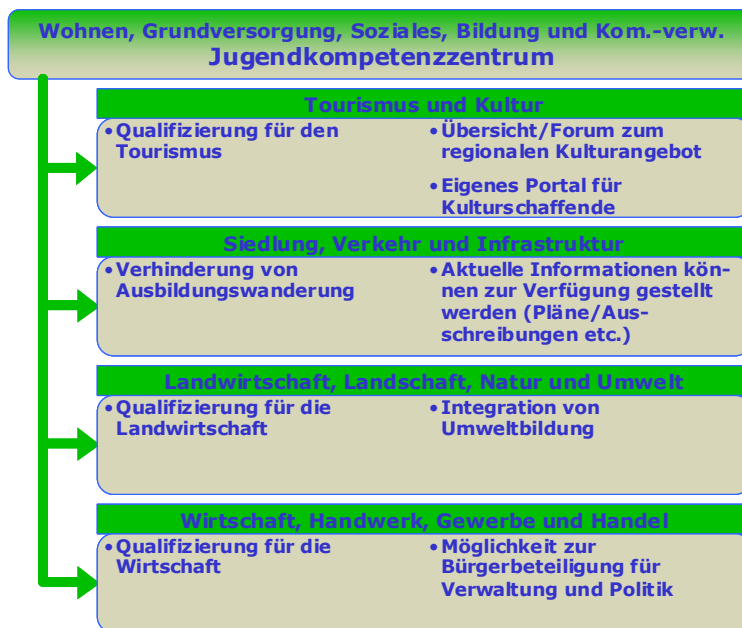 Wohnen, Grundversorgung, Soziales, Bildung und Kom.-verw.
Jugendkompetenzzentrum
Tourismus und Kultur
•Qualifizierung für den
Tourismus
•Übersicht/Forum zum
regionalen Kulturangebot
•Eigenes Portal für
Kulturschaffende
Siedlung, Verkehr und Infrastruktur
•Verhinderung von
Ausbildungswanderung
•Aktuelle Informationen kön-
nen zur Verfügung gestellt
werden (Pläne/Aus-
schreibungen etc.)
Landwirtschaft, Landschaft, Natur und Umwelt
•Qualifizierung für die
Landwirtschaft
•Integration von
Umweltbildung
Wirtschaft, Handwerk, Gewerbe und Handel
•Qualifizierung für die
Wirtschaft
•Möglichkeit zur
Bürgerbeteiligung für
Verwaltung und Politik